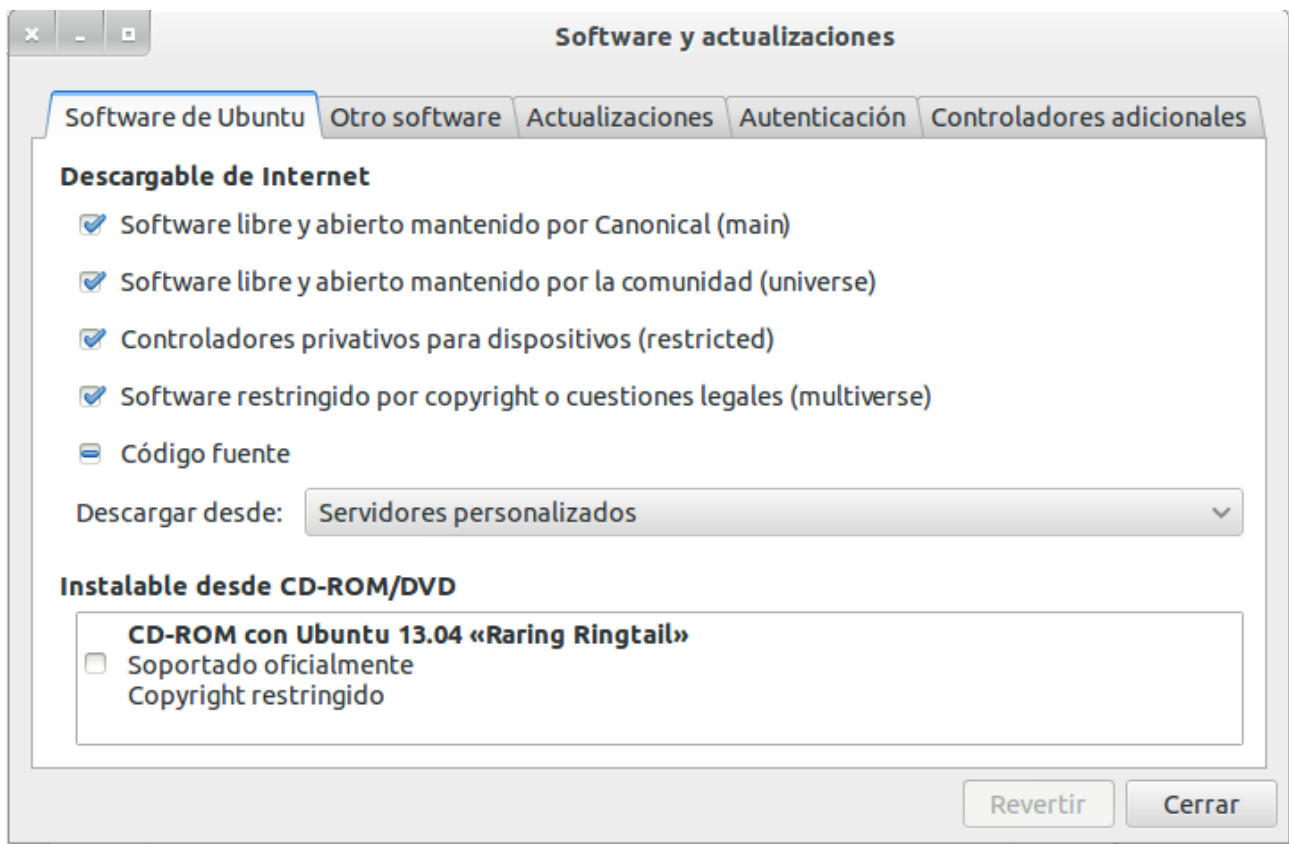 Software y actualizaciones
Software de Ubuntu
Otro software
Actualizaciones
Autenticación
Controladores adicionales
Descargable de Internet
Software libre y abierto mantenido por Canonical (main)
Software libre y abierto mantenido por la comunidad (universe)
Controladores privativos para dispositivos (restricted)
Software restringido por copyright o cuestiones legales (multiverse)
Código fuente
Descargar desde: Servidores personalizados
Instalable desde CD-ROM/DVD
CD-ROM con Ubuntu 13.04 «Raring Ringtail»
Soportado oficialmente
Copyright restringido
Revertir
Cerrar